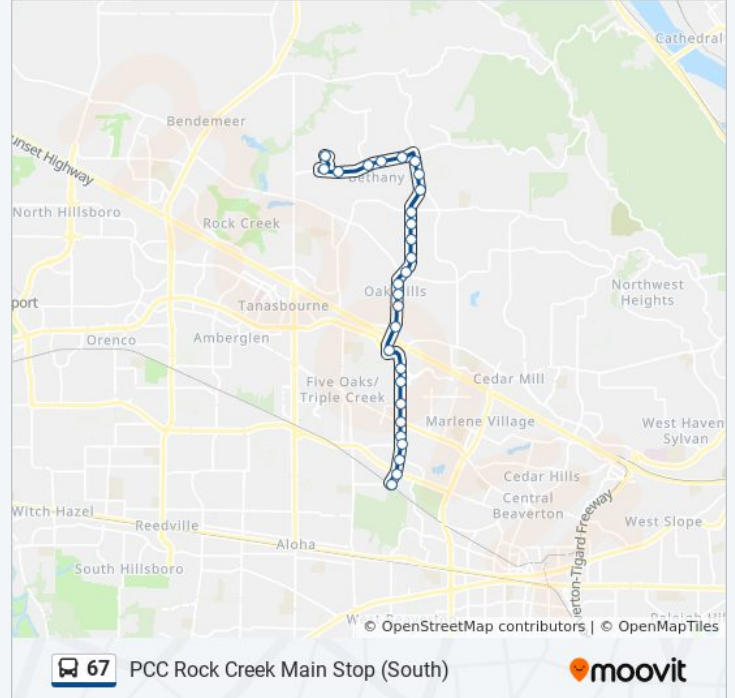 Cathedral
Bendemeer
unset Highway
Bethany
North Hillsboro
Rock Creek
Northwest
Heights
Oak Hills
port
Tanasbourne
Orenco
Amberglen
Five Oaks/
Triple Creek
Cedar Mill
Marlene Village
West Haven
Sylvan
Cedar Hills
Central
Beaverton
Witch Hazel
Reedville
West Slope
Aloha
erton-Tigard Freeway
South Hillsboro
© OpenStreetMap contributors | © OpenMapTiles
67 PCC Rock Creek Main Stop (South)
moovit